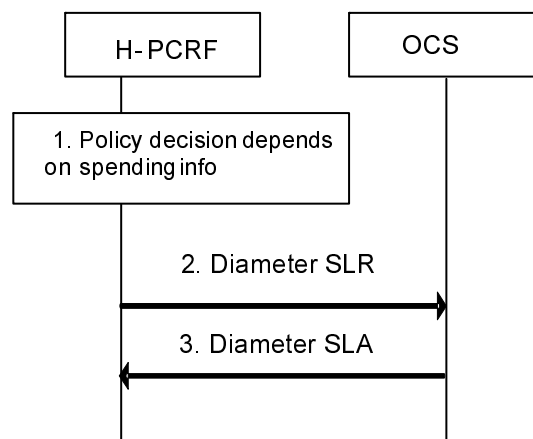 H-PCRF
OCS
1. Policy decision depends
on spending info
2. Diameter SLR
3. Diameter SLA